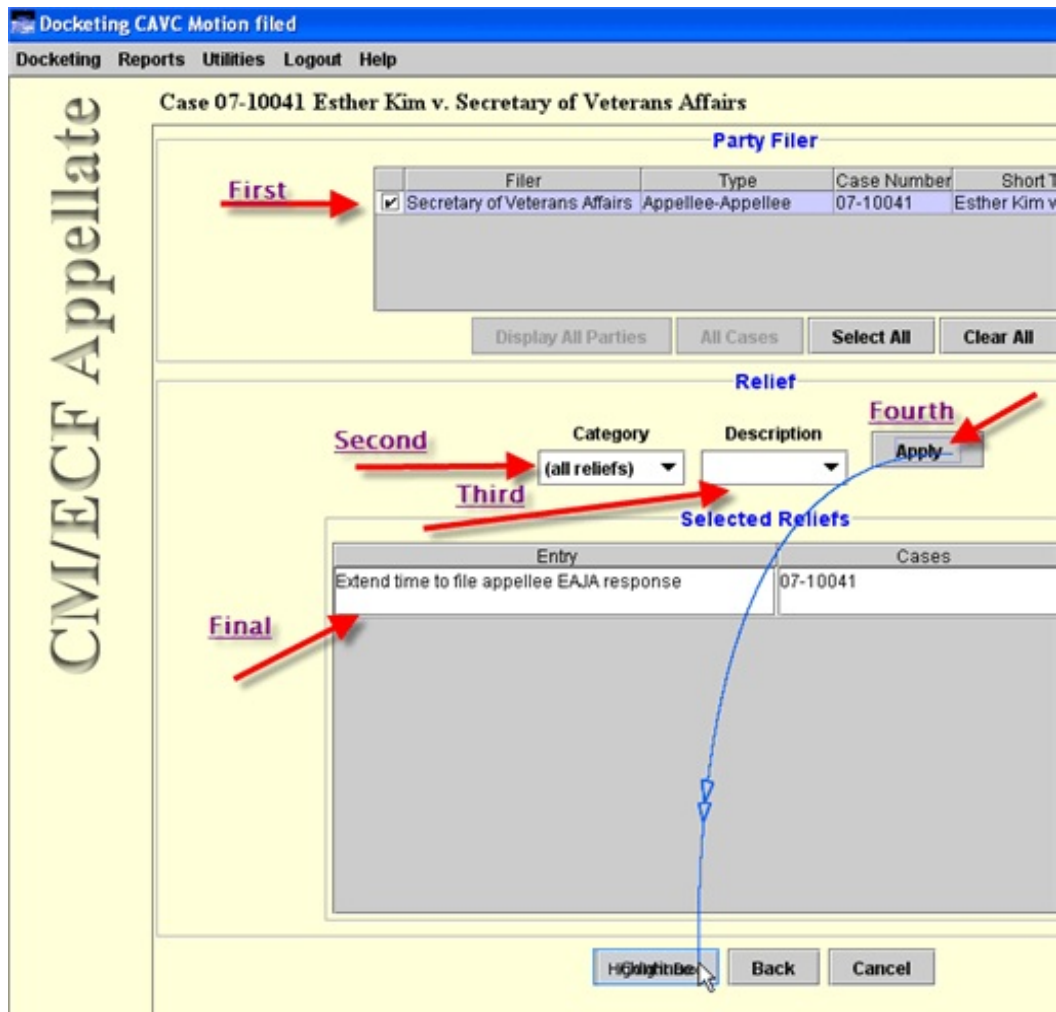 Docketing CAVC Motion filed
Docketing Reports Utilities Logout Help
CM/ECF Appellate
Case 07-10041 Esther Kim v. Secretary of Veterans Affairs
Party Filer
First
Filer Type Case Number Short T
Secretary of Veterans Affairs Appellee-Appellee 07-10041 Esther Kim v
Display All Parties All Cases Select All Clear All
Relief
Fourth
Second
Category Description
Apply
(all reliefs)
Third
Selected Reliefs
Entry Cases
Extend time to file appellee EAJA response 07-10041
Final
Back Cancel